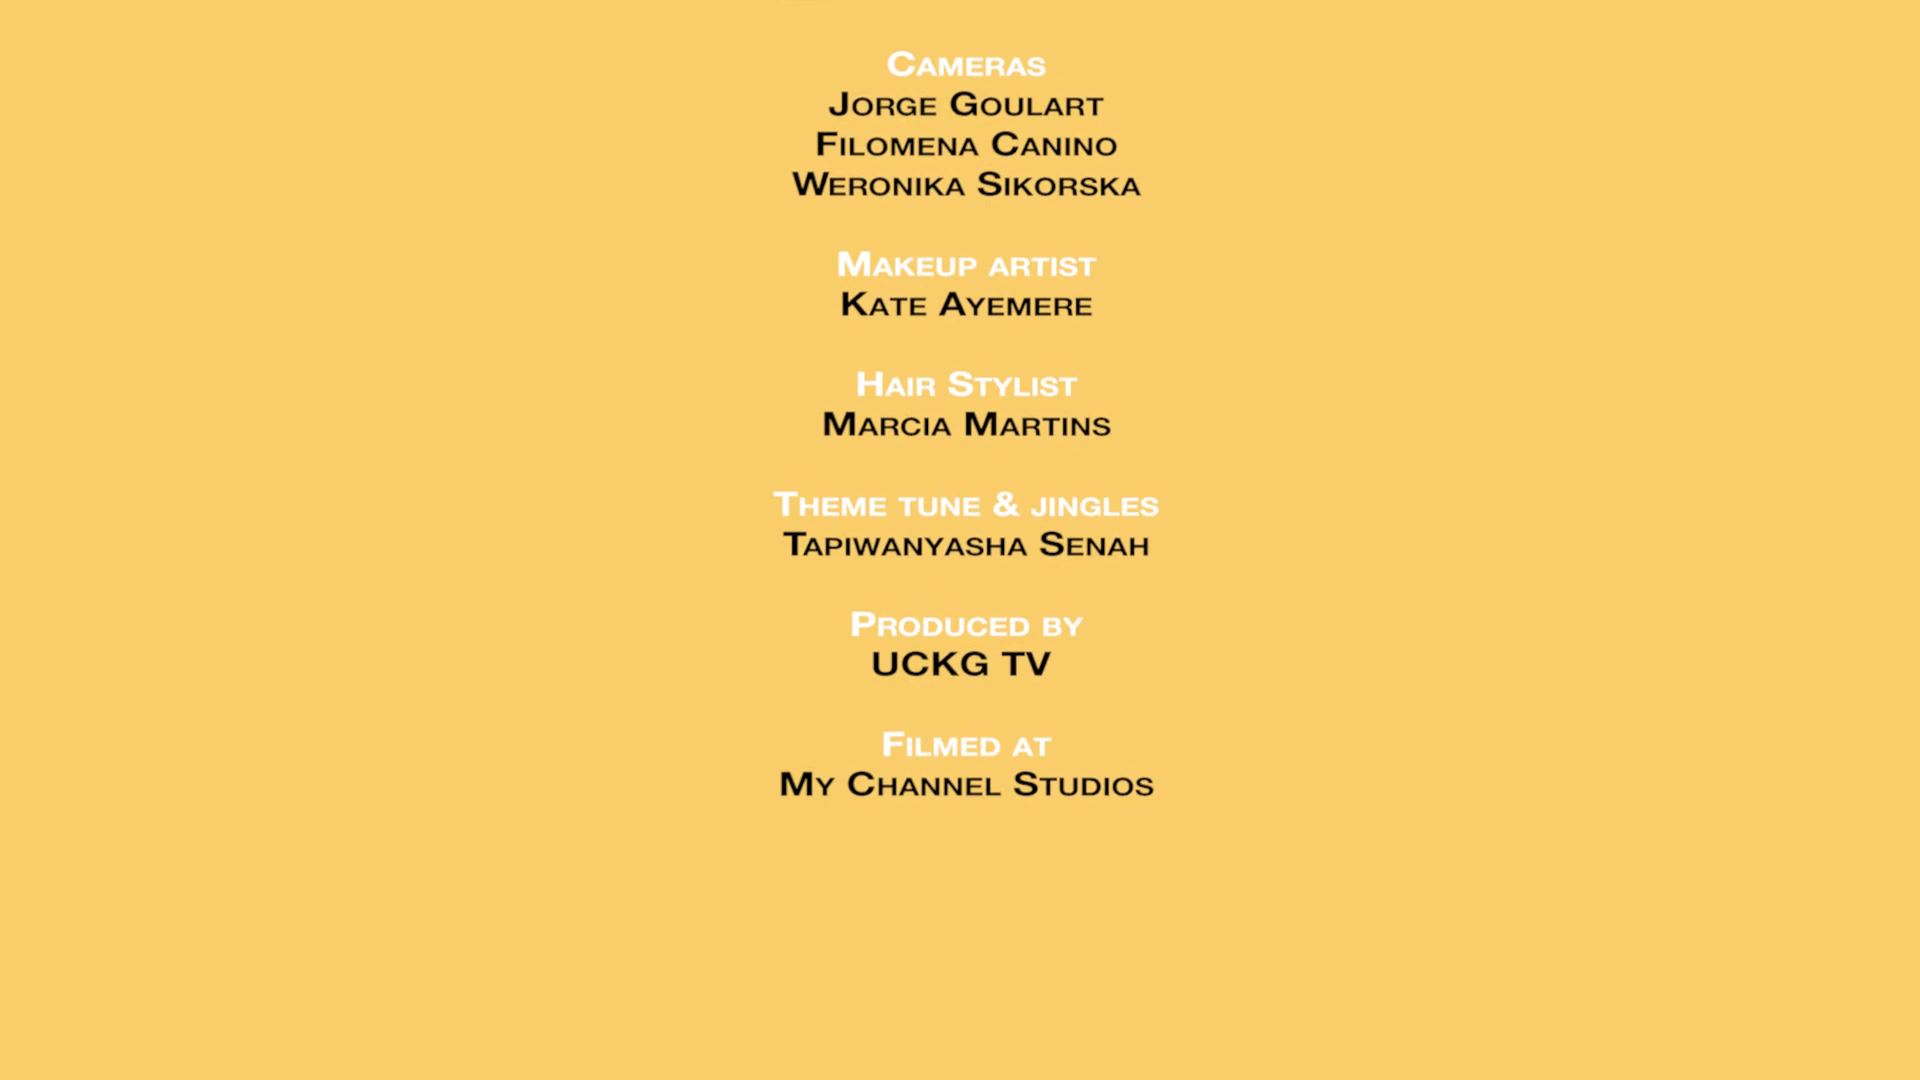 Cameras
Jorge Goulart
Filomena Canino
Weronika Sikorska
Makeup artist
Kate Ayemere
Hair Stylist
Marcia Martins
Theme tune & jingles
Tapiwanyasha Senah
Produced by
UCKG TV
Filmed at
My Channel Studios